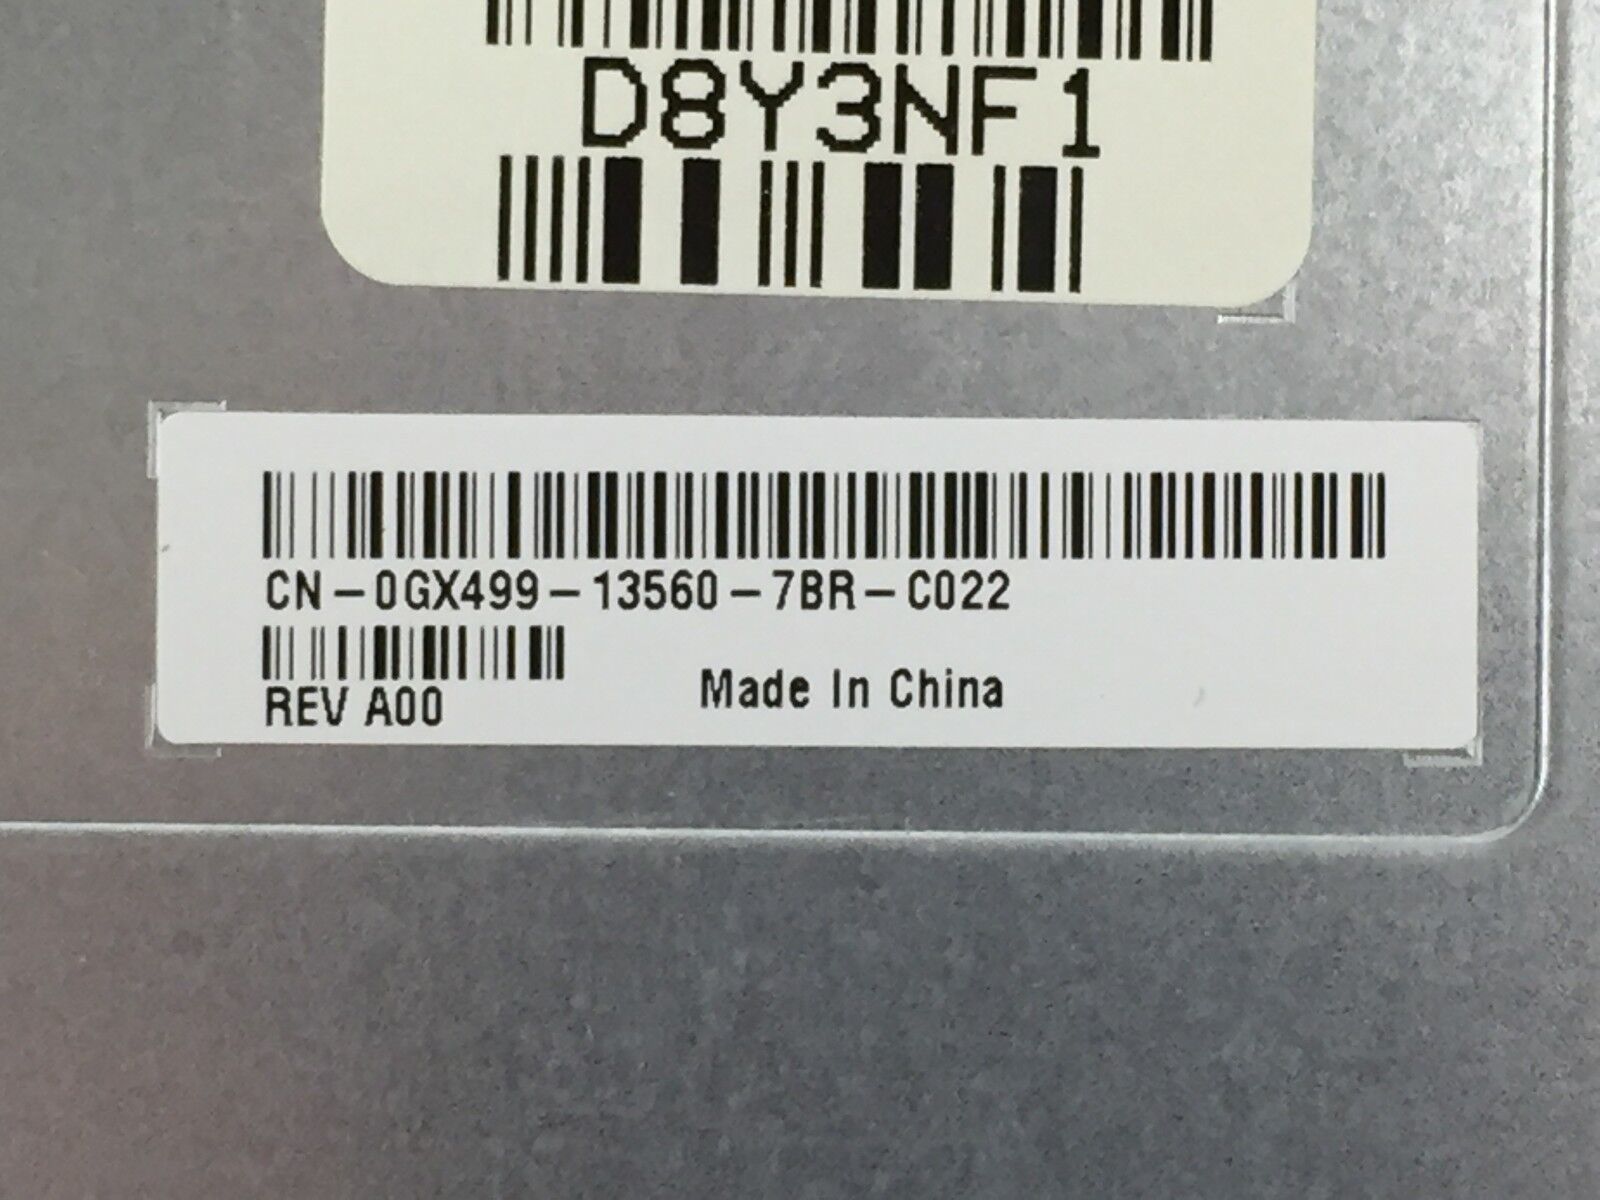 D8Y3NF1
CN-0GX499-13560-7BR-C022
REV A00
Made In China